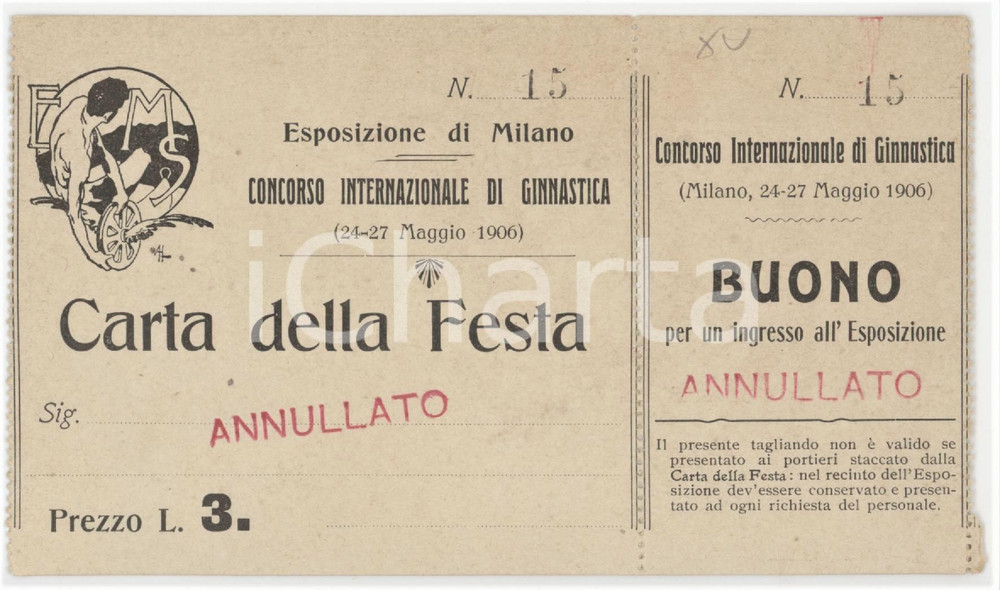 E M S
N. 15
Esposizione di Milano
CONCORSO INTERNAZIONALE DI GINNASTICA
(24-27 Maggio 1906)
Carta della Festa
Sig.
ANNULLATO
Prezzo L. 3.
XV
N. 15
Concorso Internazionale di Ginnastica
(Milano, 24-27 Maggio 1906)
BUONO
per un ingresso all' Esposizione
ANNULLATO
Il presente tagliando non è valido se
presentato ai portieri staccato dalla
Carta della Festa: nel recinto dell'Espo-
sizione dev'essere conservato e presen-
tato ad ogni richiesta del personale.
iCharta